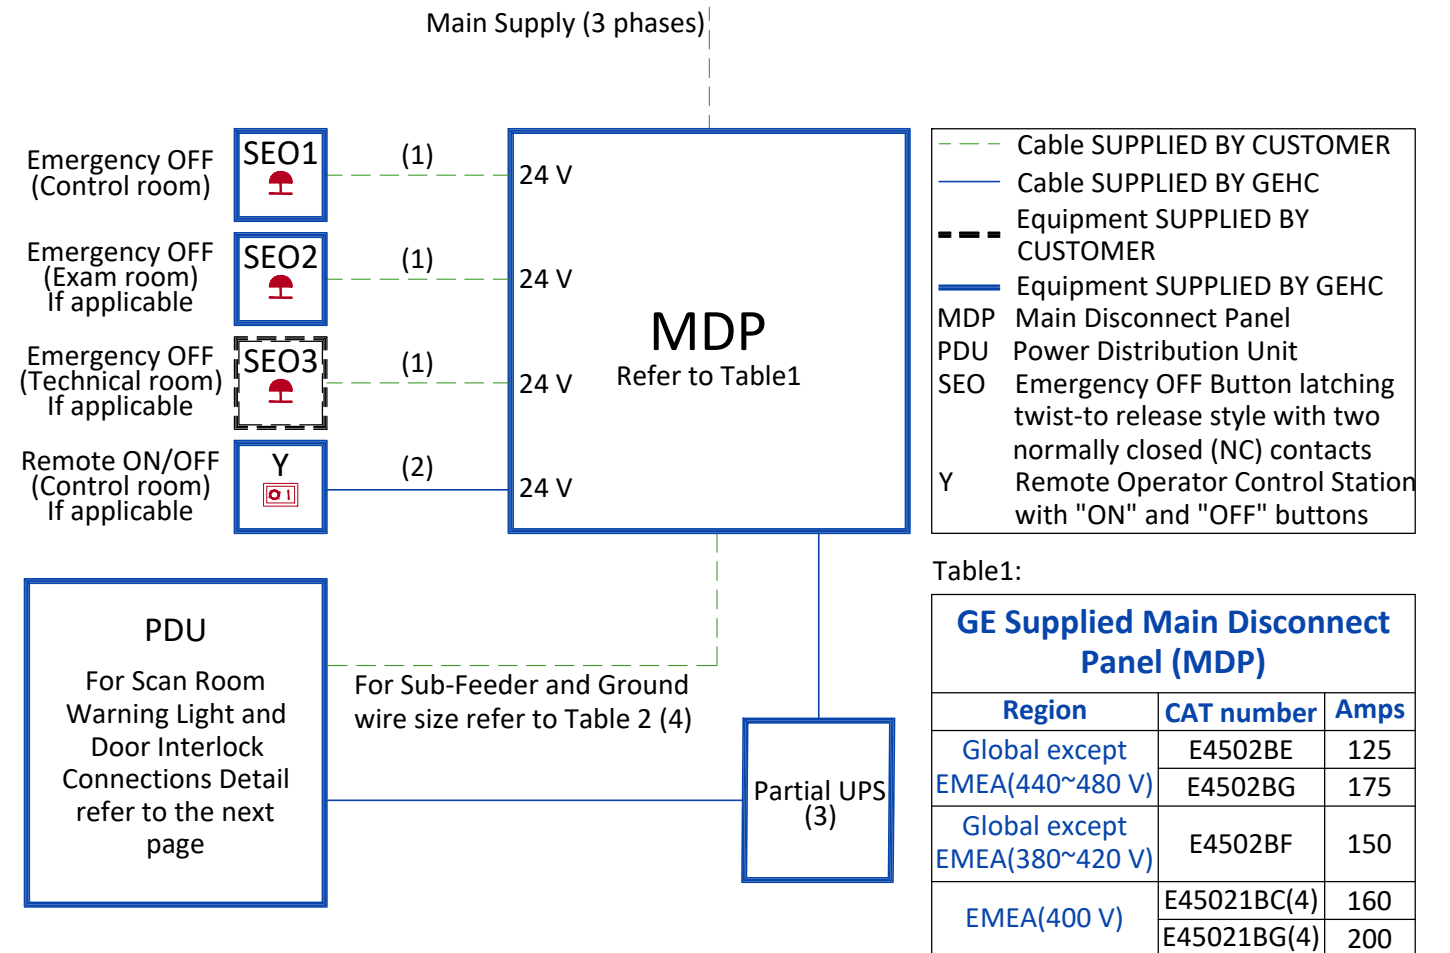 Main Supply (3 phases)
Emergency OFF
(Control room)
SEO1
(1)
24 V
Emergency OFF
(Exam room)
If applicable
SEO2
(1)
24 V
Emergency OFF
(Technical room)
If applicable
SEO3
(1)
24 V
Remote ON/OFF
(Control room)
If applicable
Y
(2)
24 V
MDP
Refer to Table1
Cable SUPPLIED BY CUSTOMER
Cable SUPPLIED BY GEHC
Equipment SUPPLIED BY
CUSTOMER
Equipment SUPPLIED BY GEHC
MDP Main Disconnect Panel
PDU Power Distribution Unit
SEO Emergency OFF Button latching
twist-to release style with two
normally closed (NC) contacts
Y Remote Operator Control Station
with "ON" and "OFF" buttons
PDU
For Scan Room
Warning Light and
Door Interlock
Connections Detail
refer to the next
page
For Sub-Feeder and Ground
wire size refer to Table 2 (4)
Partial UPS
(3)
Table1:
GE Supplied Main Disconnect
Panel (MDP)
Region CAT number Amps
Global except
EMEA(440~480 V)
E4502BE 125
E4502BG 175
Global except
EMEA(380~420 V)
E4502BF 150
EMEA(400 V)
E45021BC(4) 160
E45021BG(4) 200